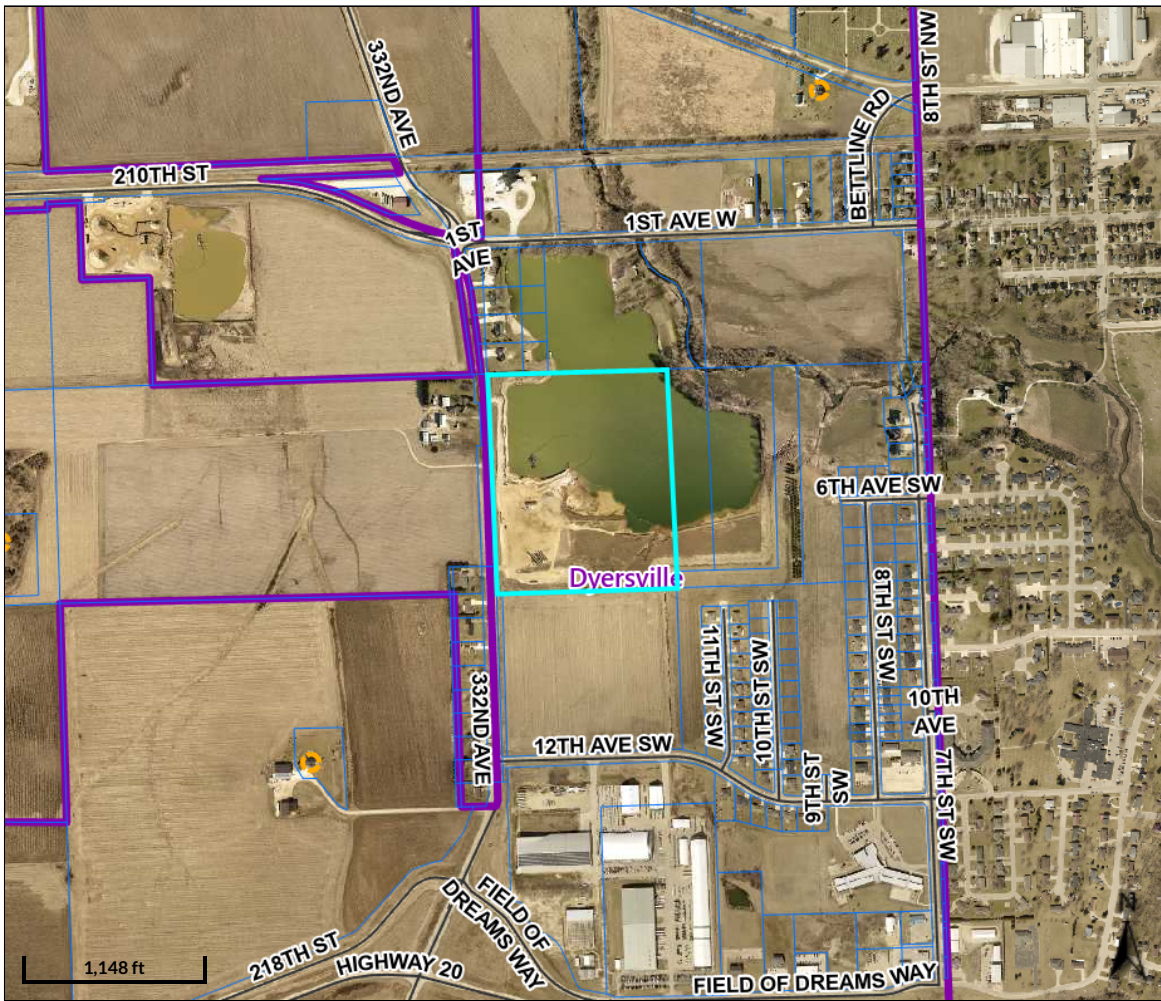 8TH ST NW
332ND AVE
BETTLINE RD
210TH ST
1ST AVE W
1ST
AVE
6TH AVE SW
Dyersville
8TH ST SW
11TH ST SW
10TH ST SW
332ND AVE
10TH
AVE
12TH AVE SW
9TH ST
SW
7TH ST SW
FIELD OF
DREAMS WAY
218TH ST
HIGHWAY 20
FIELD OF DREAMS WAY
N
1,148 ft